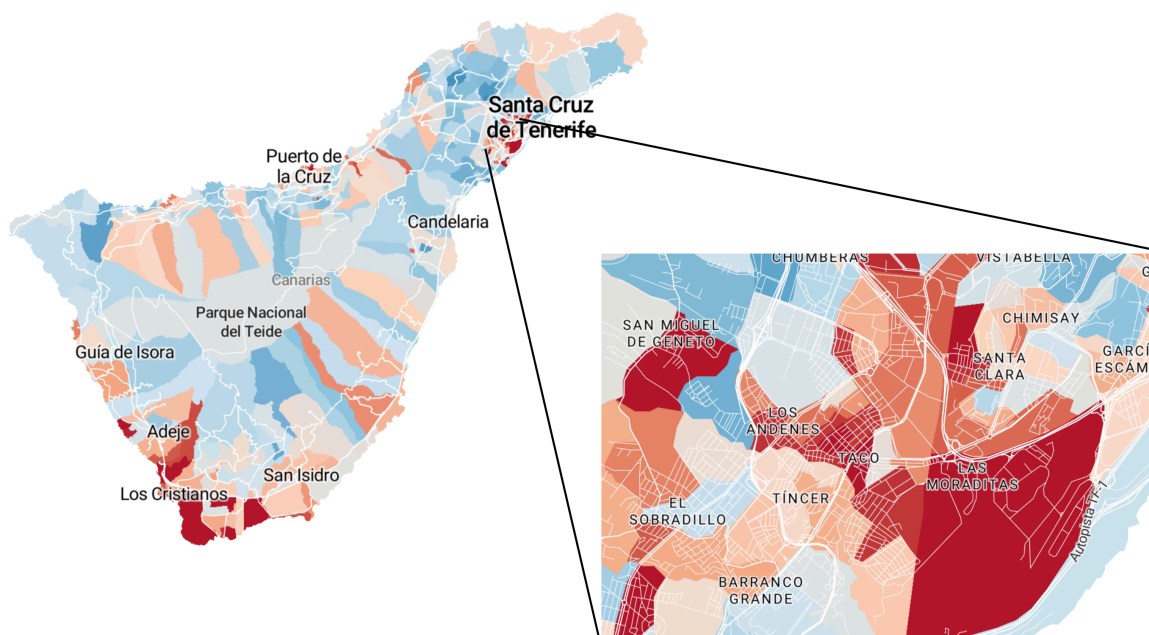 Santa Cruz
de Tenerife
Puerto de
la Cruz
Candelaria
Canarias
Parque Nacional
del Teide
Guía de Isora
Adeje
San Isidro
Los Cristianos
CHUMBERAS
VISTABELLA
G
SAN MIGUEL
DE GENETO
CHIMISAY
SANTA
CLARA
GARCÍ
ESCÁM
LOS
ANDENES
TACO
LAS
MORADITAS
TÍNCER
EL
SOBRADILLO
Autopista TF-1
BARRANCO
GRANDE